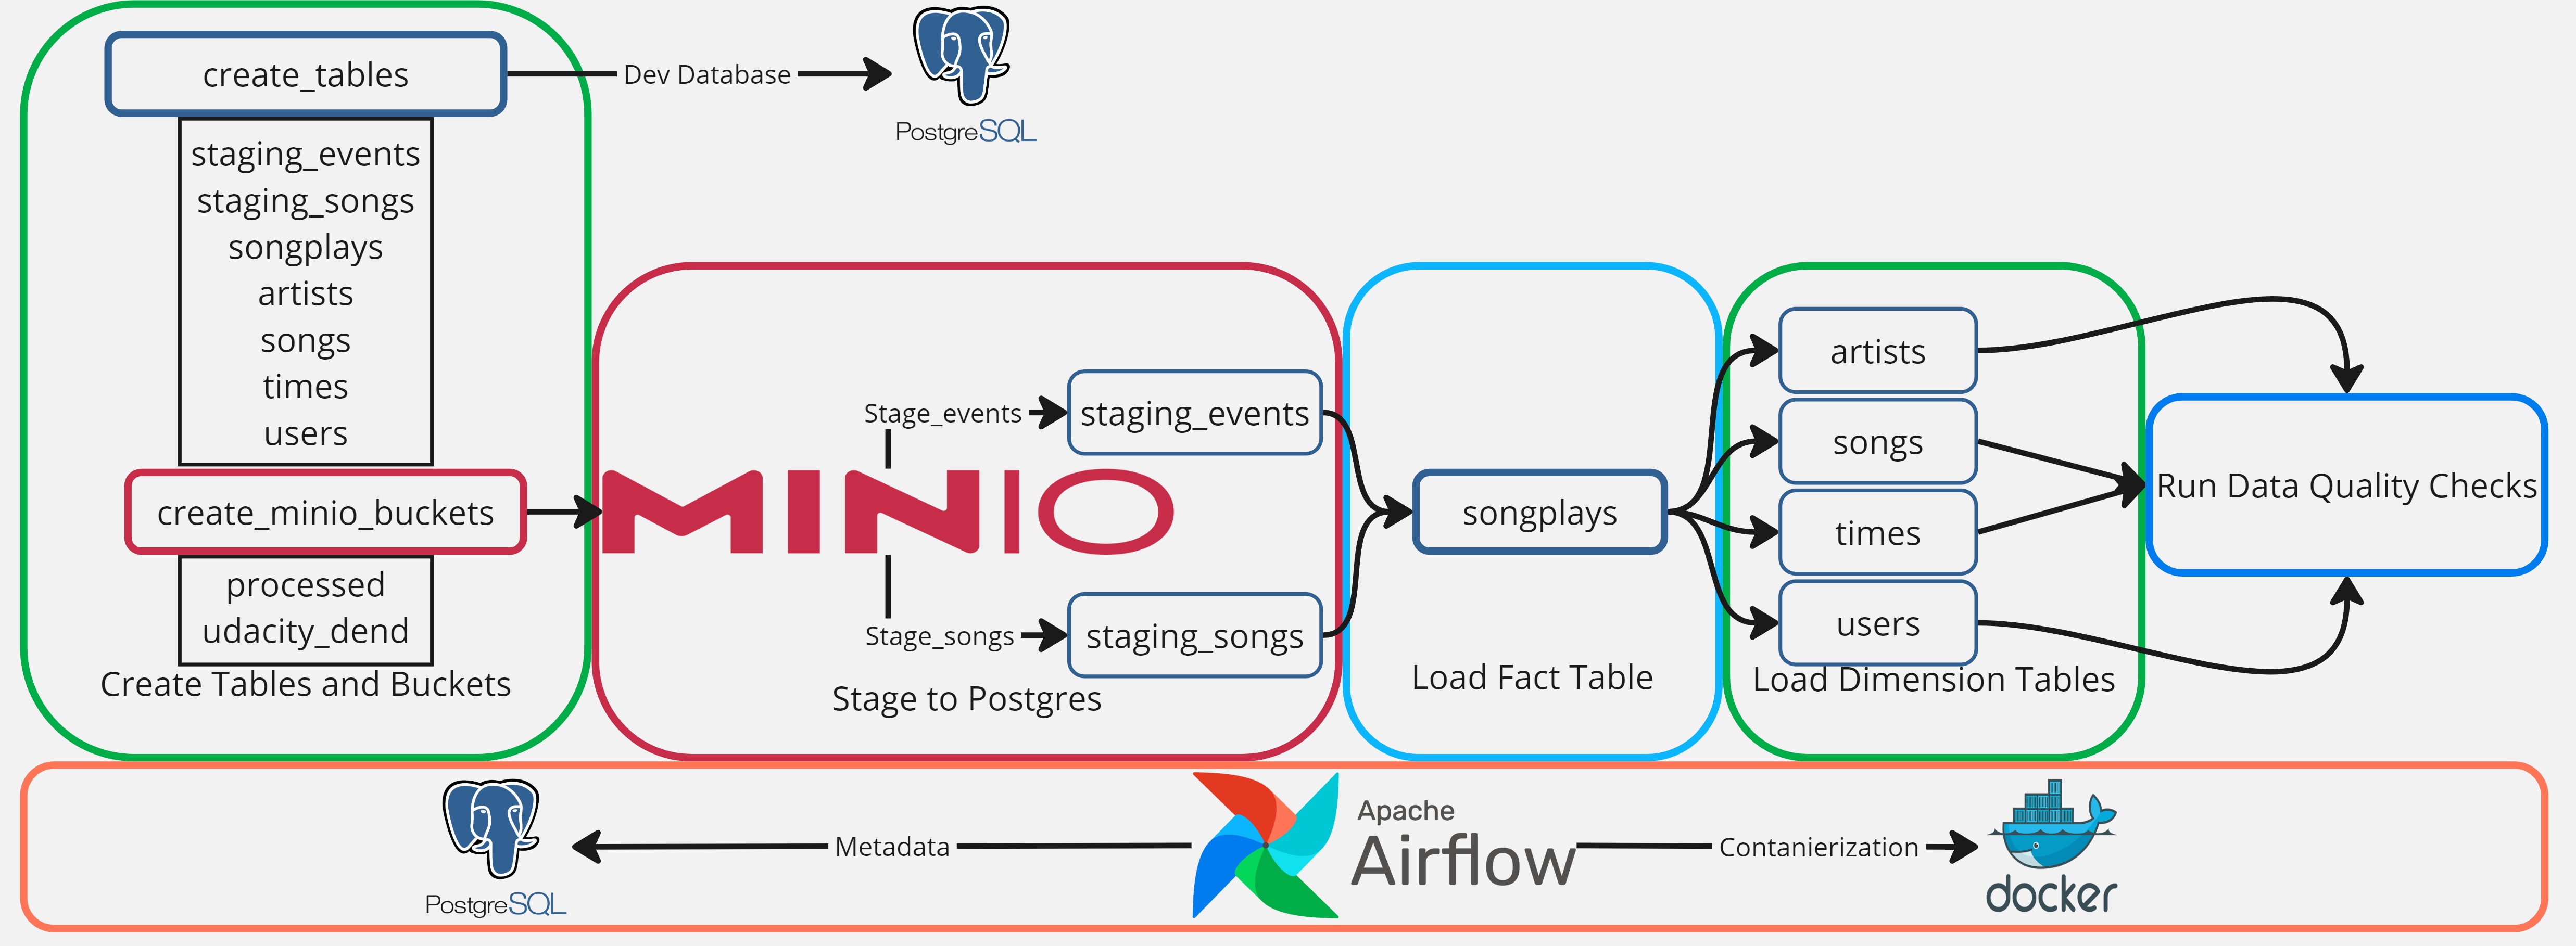 create_tables
Dev Database
PostgreSQL
staging_events
staging_songs
songplays
artists
songs
times
users
create_minio_buckets
processed
udacity_dend
Create Tables and Buckets
Stage_events
staging_events
MINIO
Stage_songs
staging_songs
Stage to Postgres
songplays
Load Fact Table
artists
songs
times
users
Load Dimension Tables
Run Data Quality Checks
PostgreSQL
Metadata
Apache
Airflow
Contanierization
docker